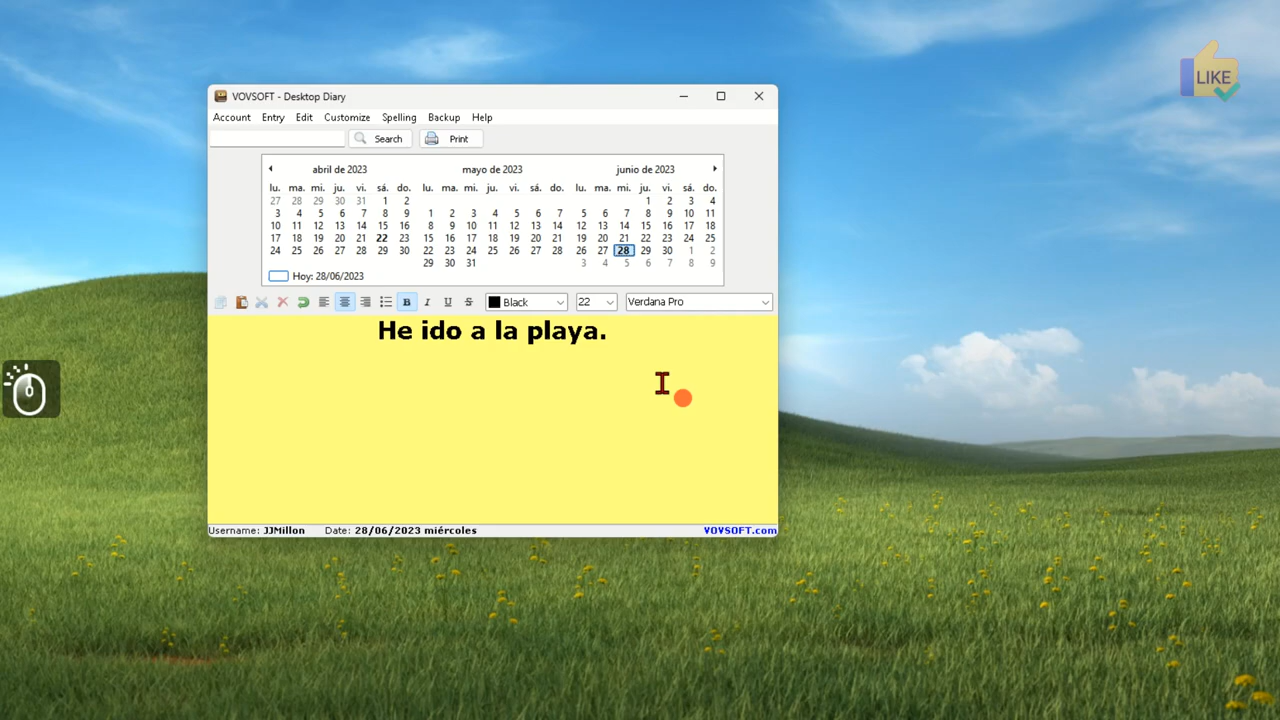 LIKE
VOVSOFT - Desktop Diary
Account Entry Edit Customize Spelling Backup Help
Search Print
abril de 2023 mayo de 2023 junio de 2023
lu. ma. mi. ju. vi. sá. do. lu. ma. mi. ju. vi. sá. do. lu. ma. mi. ju. vi. sá. do.
27 28 29 30 31 1 2 1 2 3 4
3 4 5 6 7 8 9 1 2 3 4 5 6 7 5 6 7 8 9 10 11
10 11 12 13 14 15 16 8 9 10 11 12 13 14 12 13 14 15 16 17 18
17 18 19 20 21 22 23 15 16 17 18 19 20 21 19 20 21 22 23 24 25
24 25 26 27 28 29 30 22 23 24 25 26 27 28 26 27 28 29 30 1 2
29 30 31 3 4 5 6 7 8 9
Hoy: 28/06/2023
B I U S Black 22 Verdana Pro
He ido a la playa.
Username: JJMillon Date: 28/06/2023 miércoles VOVSOFT.com